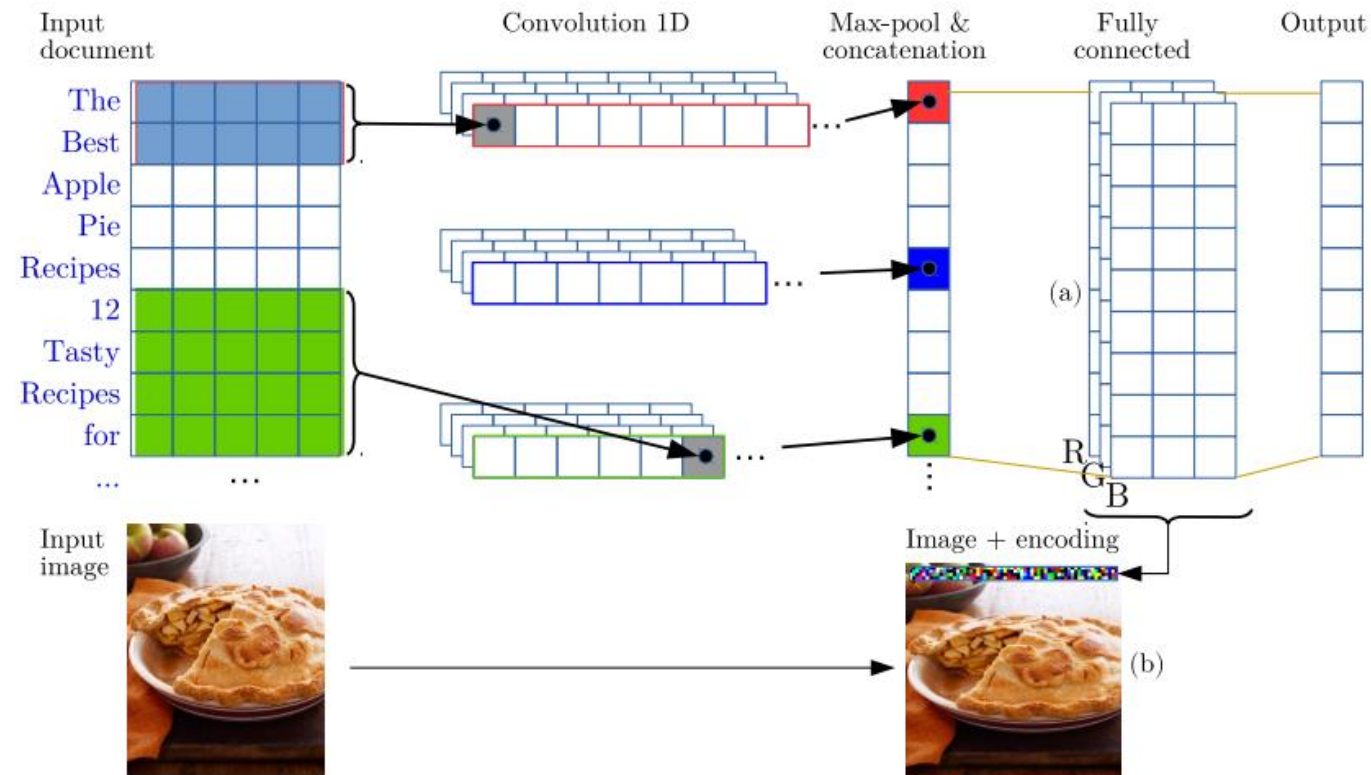 Input
document
Convolution 1D
Max-pool &
concatenation
Fully
connected
Output
The
Best
Apple
Pie
Recipes
12
Tasty
Recipes
for
...
...
...
...
...
(a)
R
G
B
Input
image
Image + encoding
(b)